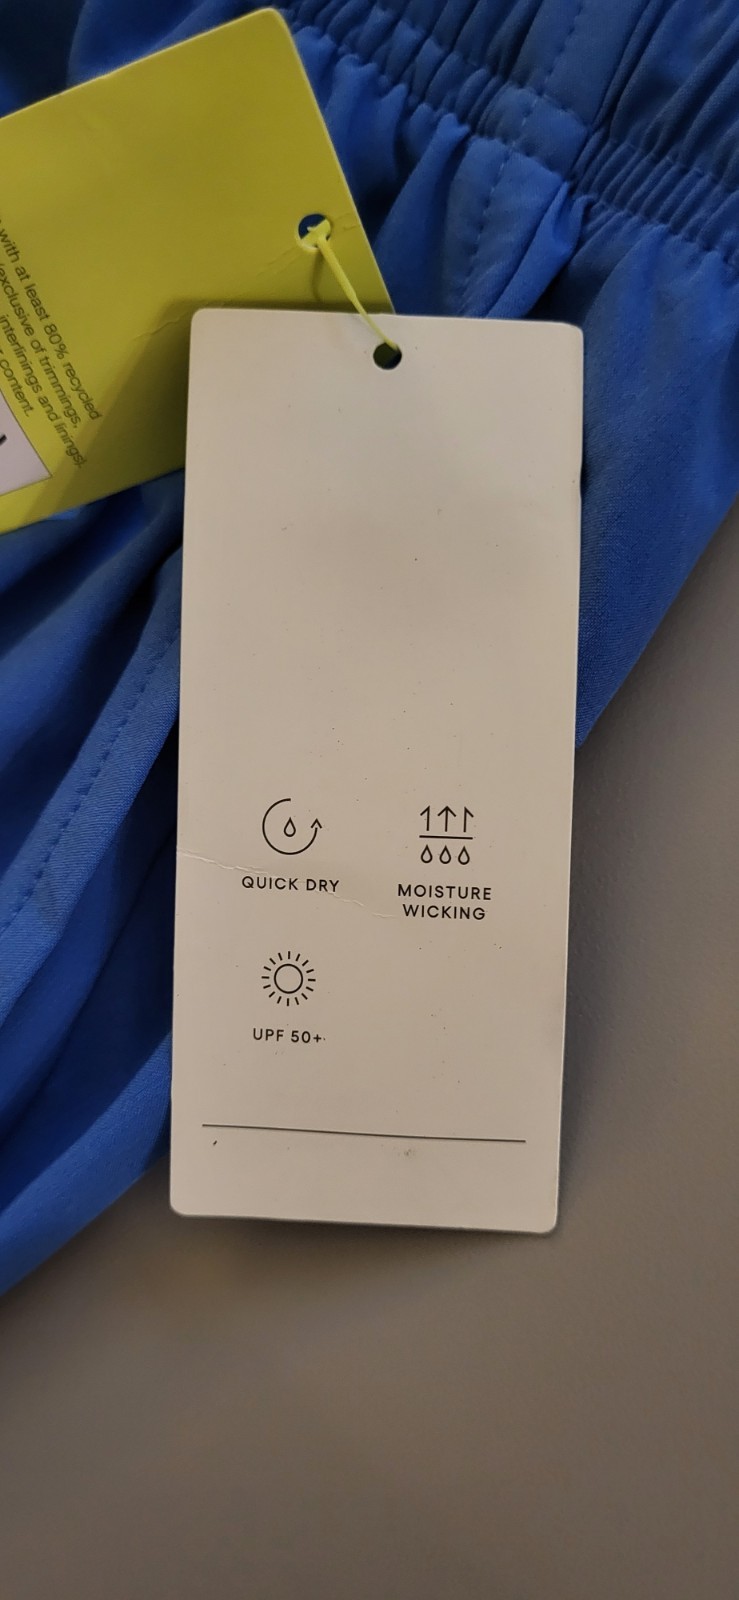 with at least 80% recycled
(exclusive of trimmings,
interlinings and linings)
content.
QUICK DRY
MOISTURE
WICKING
UPF 50+